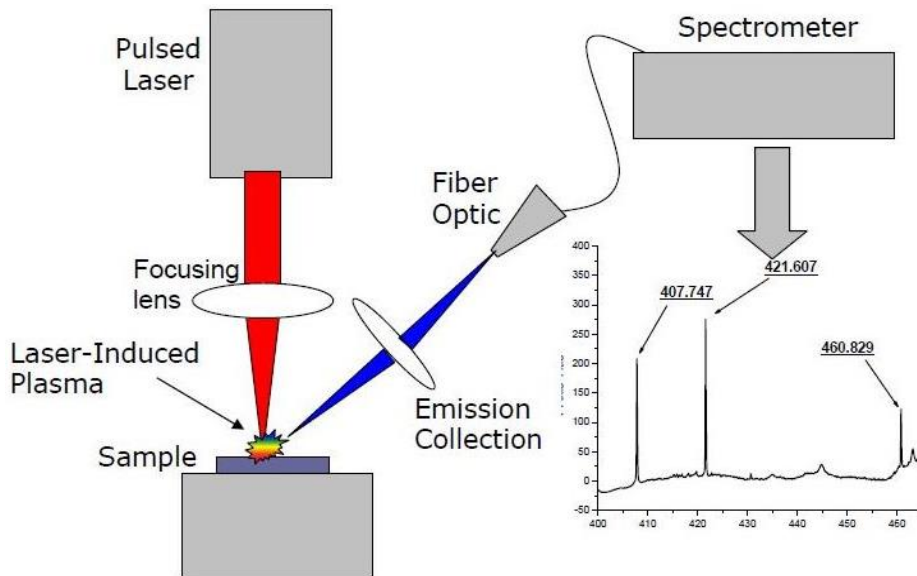 Pulsed
Laser
Spectrometer
Fiber
Optic
Focusing
lens
Laser-Induced
Plasma
Sample
Emission
Collection
407.747
421.607
460.829
400
350
300
250
200
150
100
50
0
-50
400
410
420
430
440
450
460